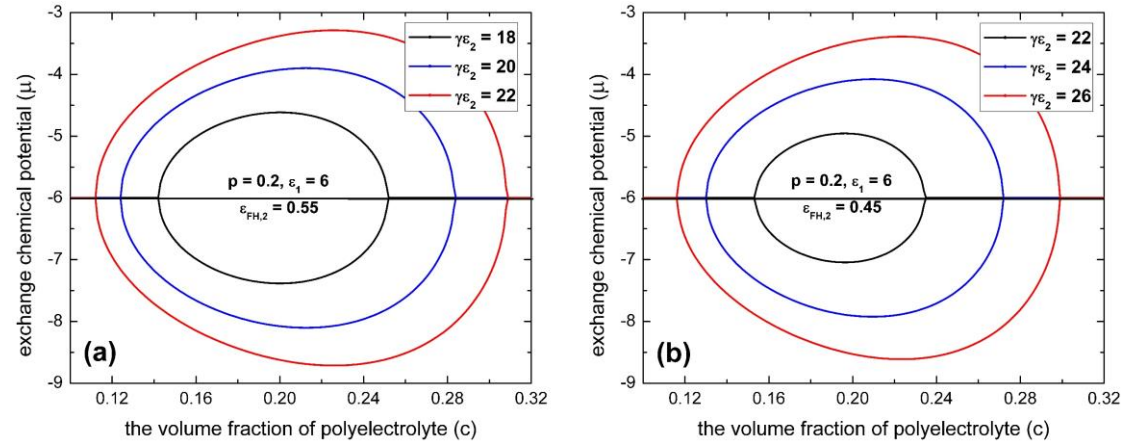 -3
-4
-5
-6
-7
-8
-9
exchange chemical potential (μ)
γε₂ = 18
γε₂ = 20
γε₂ = 22
p = 0.2, ε₁ = 6
ε_FH,2 = 0.55
(a)
0.12 0.16 0.20 0.24 0.28 0.32
the volume fraction of polyelectrolyte (c)
-3
-4
-5
-6
-7
-8
-9
exchange chemical potential (μ)
γε₂ = 22
γε₂ = 24
γε₂ = 26
p = 0.2, ε₁ = 6
ε_FH,2 = 0.45
(b)
0.12 0.16 0.20 0.24 0.28 0.32
the volume fraction of polyelectrolyte (c)